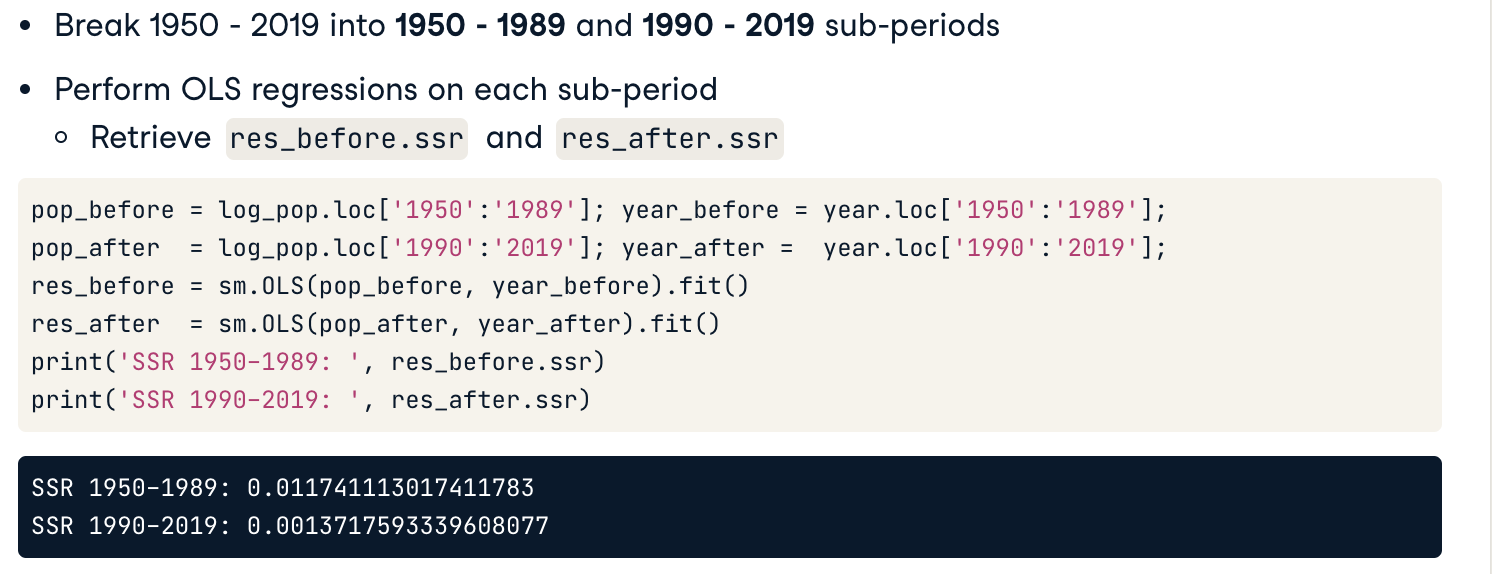 • Break 1950 - 2019 into 1950 - 1989 and 1990 - 2019 sub-periods
• Perform OLS regressions on each sub-period
○ Retrieve res_before.ssr and res_after.ssr
pop_before = log_pop.loc['1950':'1989']; year_before = year.loc['1950':'1989'];
pop_after  = log_pop.loc['1990':'2019']; year_after =  year.loc['1990':'2019'];
res_before = sm.OLS(pop_before, year_before).fit()
res_after  = sm.OLS(pop_after, year_after).fit()
print('SSR 1950-1989: ', res_before.ssr)
print('SSR 1990-2019: ', res_after.ssr)
SSR 1950-1989: 0.011741113017411783
SSR 1990-2019: 0.0013717593339608077